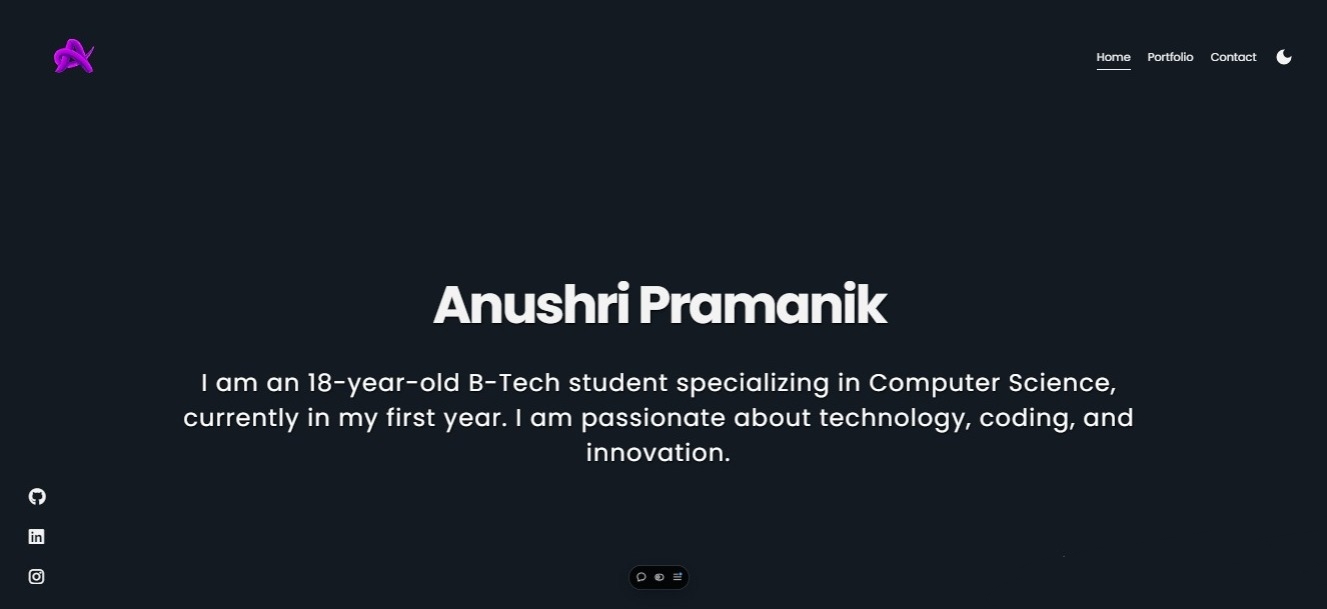 Home Portfolio Contact
Anushri Pramanik
I am an 18-year-old B-Tech student specializing in Computer Science,
currently in my first year. I am passionate about technology, coding, and
innovation.